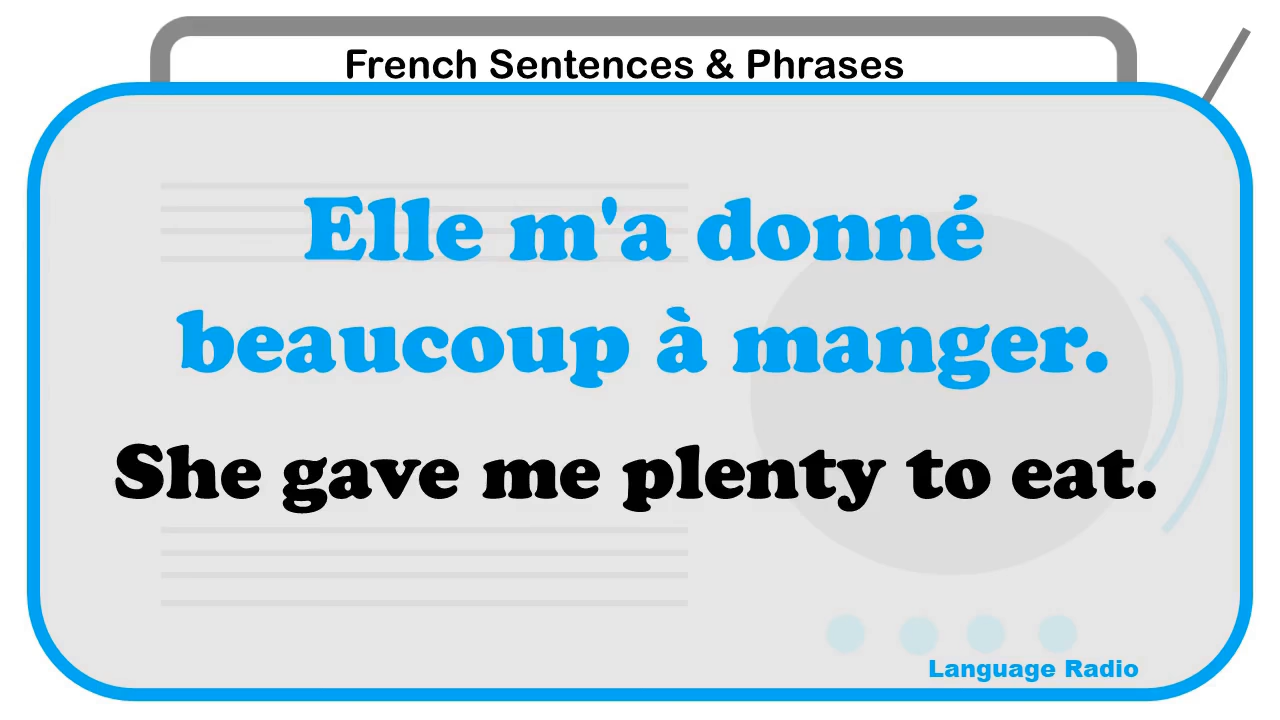 French Sentences & Phrases
Elle m'a donné
beaucoup à manger.
She gave me plenty to eat.
Language Radio